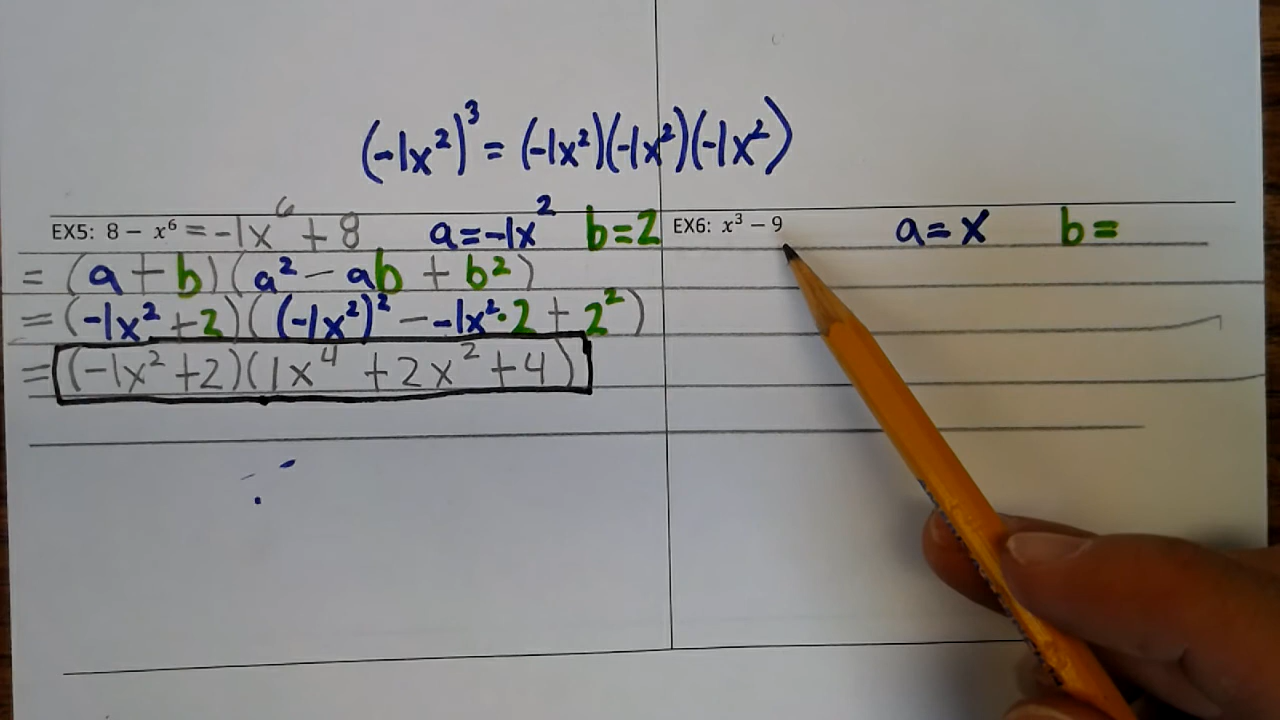 (-1x²)³ = (-1x²)(-1x²)(-1x²)
EX5: 8 − x⁶ = -1x⁶ + 8 a=-1x² b=2
= (a + b)(a² − ab + b²)
= (-1x² + 2)((-1x²)² − -1x²·2 + 2²)
= (-1x² +2)(1x⁴ + 2x² + 4)
EX6: x³ − 9 a=x b=